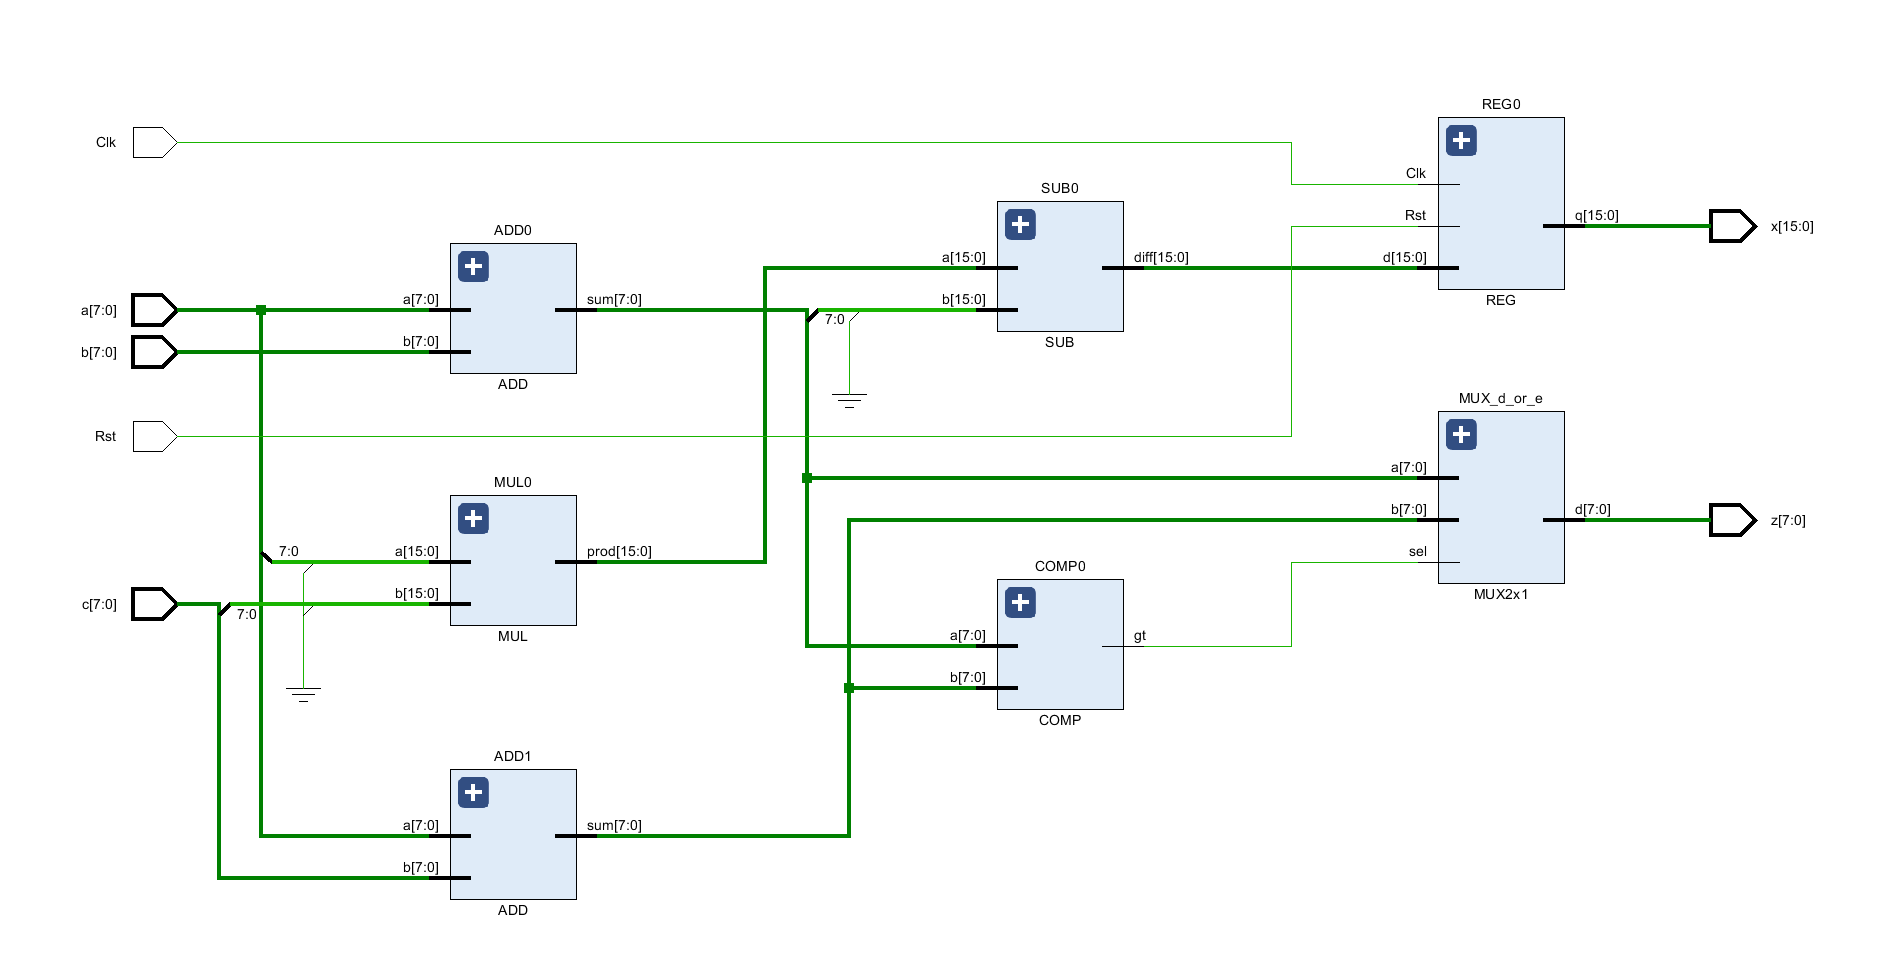 REG0
Clk
Clk
SUB0
Rst
q[15:0]
x[15:0]
ADD0
a[15:0]
diff[15:0]
d[15:0]
a[7:0]
a[7:0]
sum[7:0]
b[15:0]
7:0
REG
b[7:0]
b[7:0]
SUB
ADD
MUX_d_or_e
Rst
a[7:0]
MUL0
b[7:0]
d[7:0]
z[7:0]
7:0
a[15:0]
prod[15:0]
sel
COMP0
c[7:0]
7:0
b[15:0]
MUX2x1
MUL
a[7:0]
gt
b[7:0]
COMP
ADD1
a[7:0]
sum[7:0]
b[7:0]
ADD